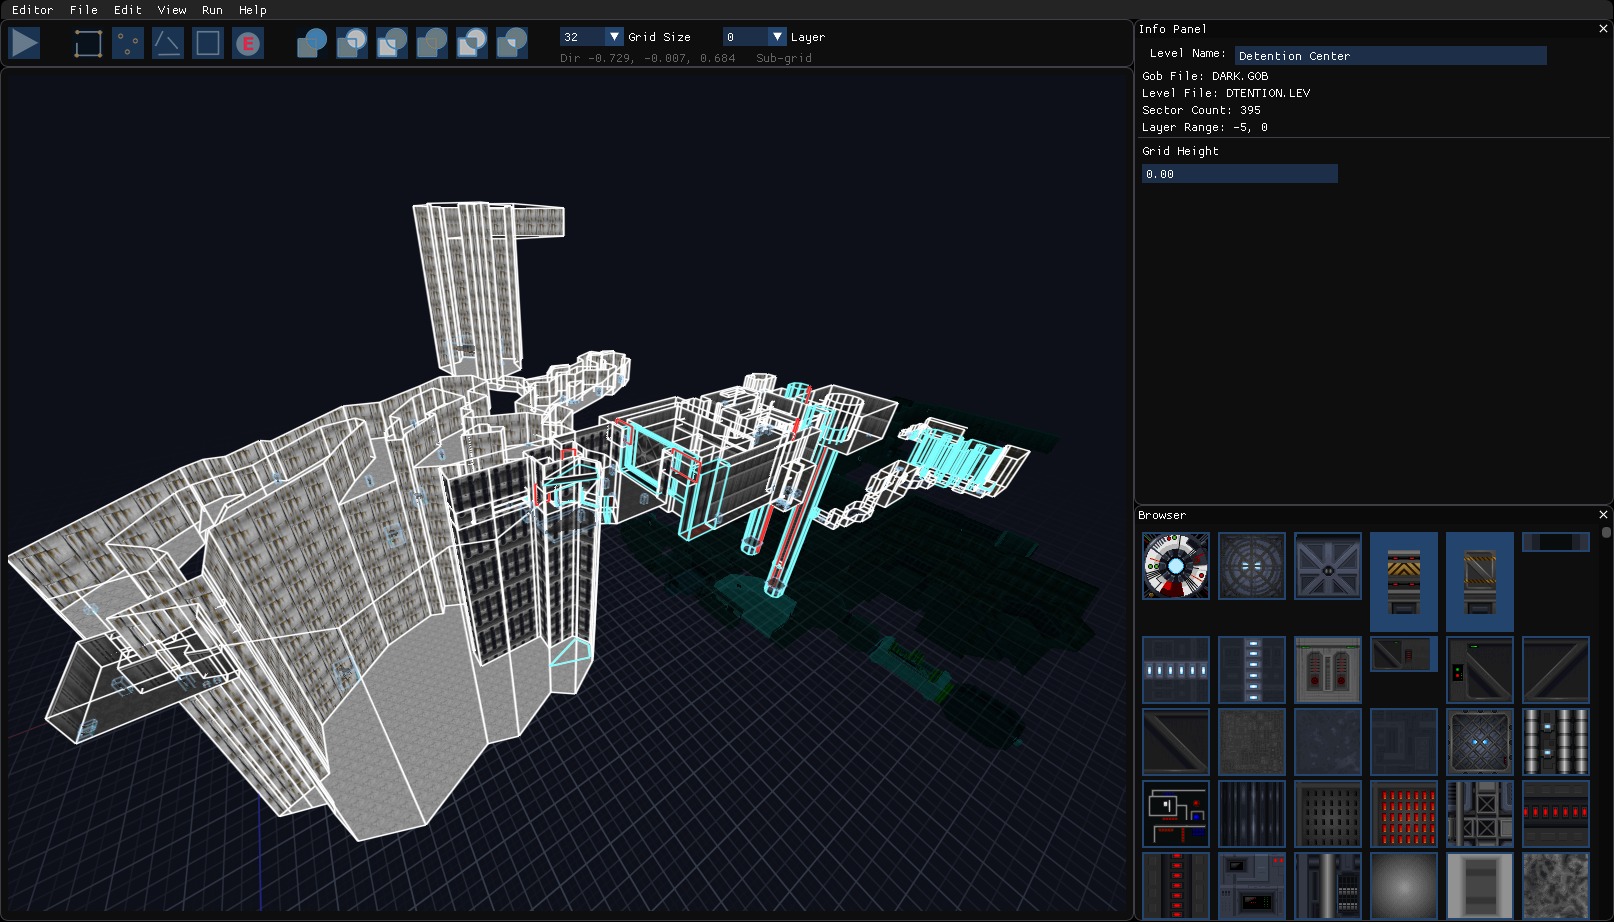 Editor File Edit View Run Help
E
32 Grid Size 0 Layer
Dir -0.729, -0.007, 0.684 Sub-grid
Info Panel
Level Name: Detention Center
Gob File: DARK.GOB
Level File: DTENTION.LEV
Sector Count: 395
Layer Range: -5, 0
Grid Height
0.00
Browser